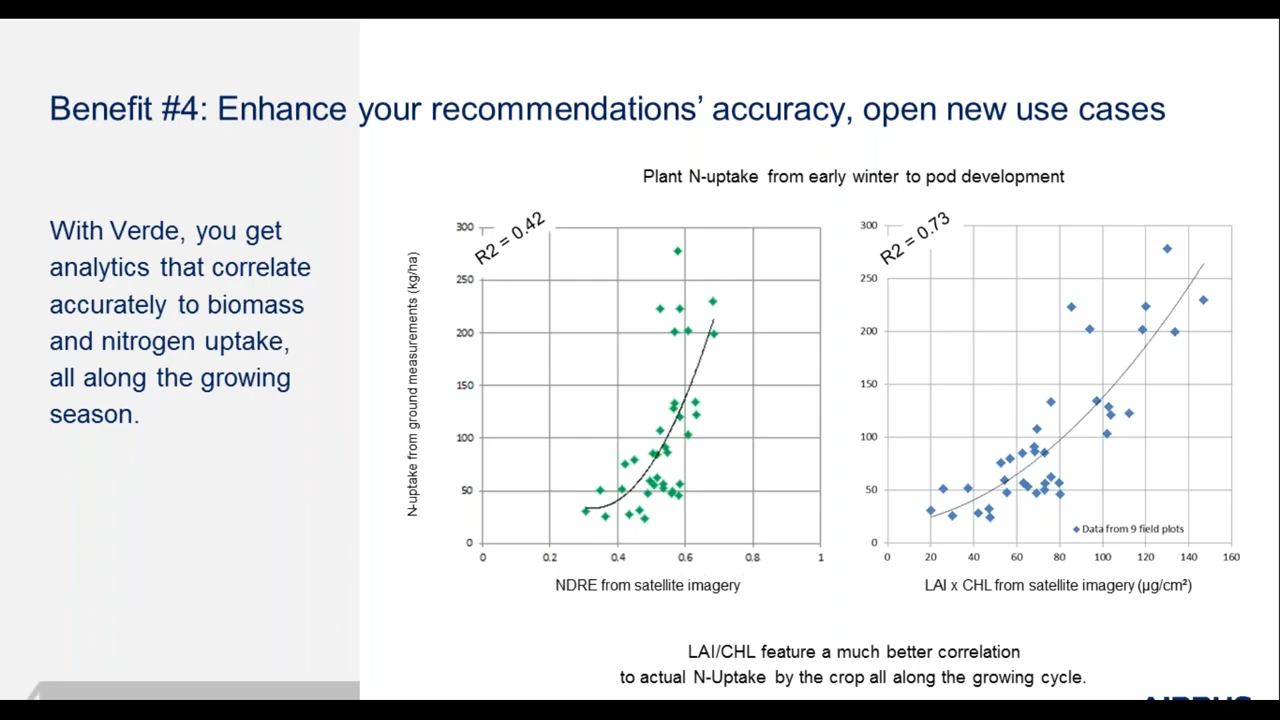 Benefit #4: Enhance your recommendations’ accuracy, open new use cases
With Verde, you get
analytics that correlate
accurately to biomass
and nitrogen uptake,
all along the growing
season.
Plant N-uptake from early winter to pod development
R2 = 0.42
N-uptake from ground measurements (kg/ha)
300
250
200
150
100
50
0
0
0.2
0.4
0.6
0.8
1
NDRE from satellite imagery
R2 = 0.73
300
250
200
150
100
50
0
0
20
40
60
80
100
120
140
160
Data from 9 field plots
LAI x CHL from satellite imagery (µg/cm²)
LAI/CHL feature a much better correlation
to actual N-Uptake by the crop all along the growing cycle.